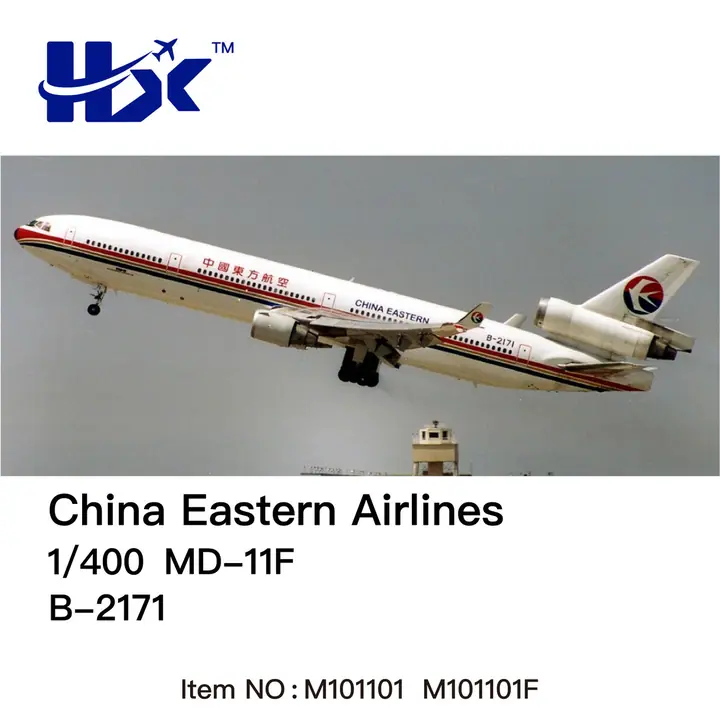 HX™
中國東方航空
CHINA EASTERN
B-2171
China Eastern Airlines
1/400 MD-11F
B-2171
Item NO : M101101 M101101F